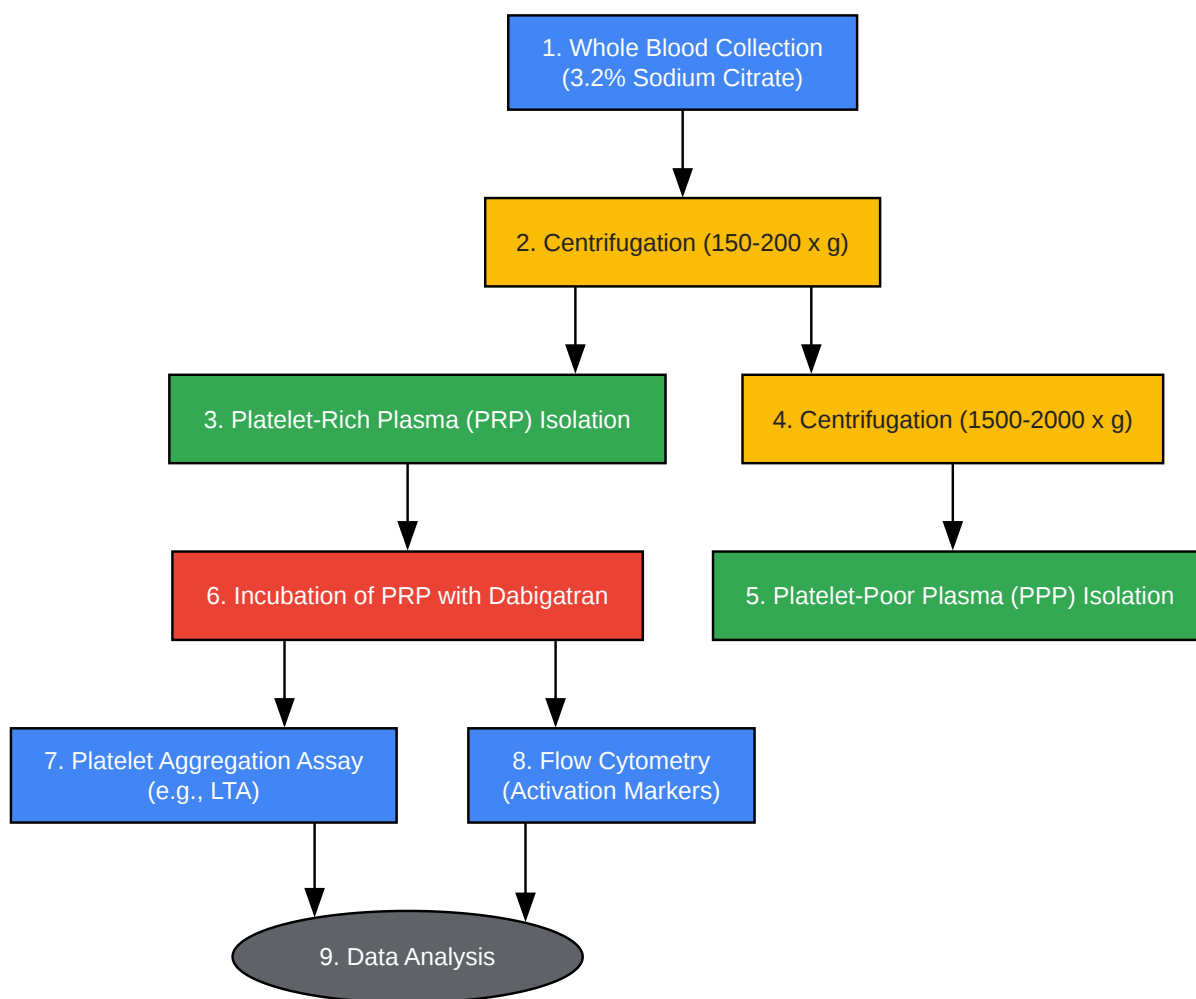 1. Whole Blood Collection
(3.2% Sodium Citrate)
2. Centrifugation (150-200 x g)
3. Platelet-Rich Plasma (PRP) Isolation
4. Centrifugation (1500-2000 x g)
6. Incubation of PRP with Dabigatran
5. Platelet-Poor Plasma (PPP) Isolation
7. Platelet Aggregation Assay
(e.g., LTA)
8. Flow Cytometry
(Activation Markers)
9. Data Analysis